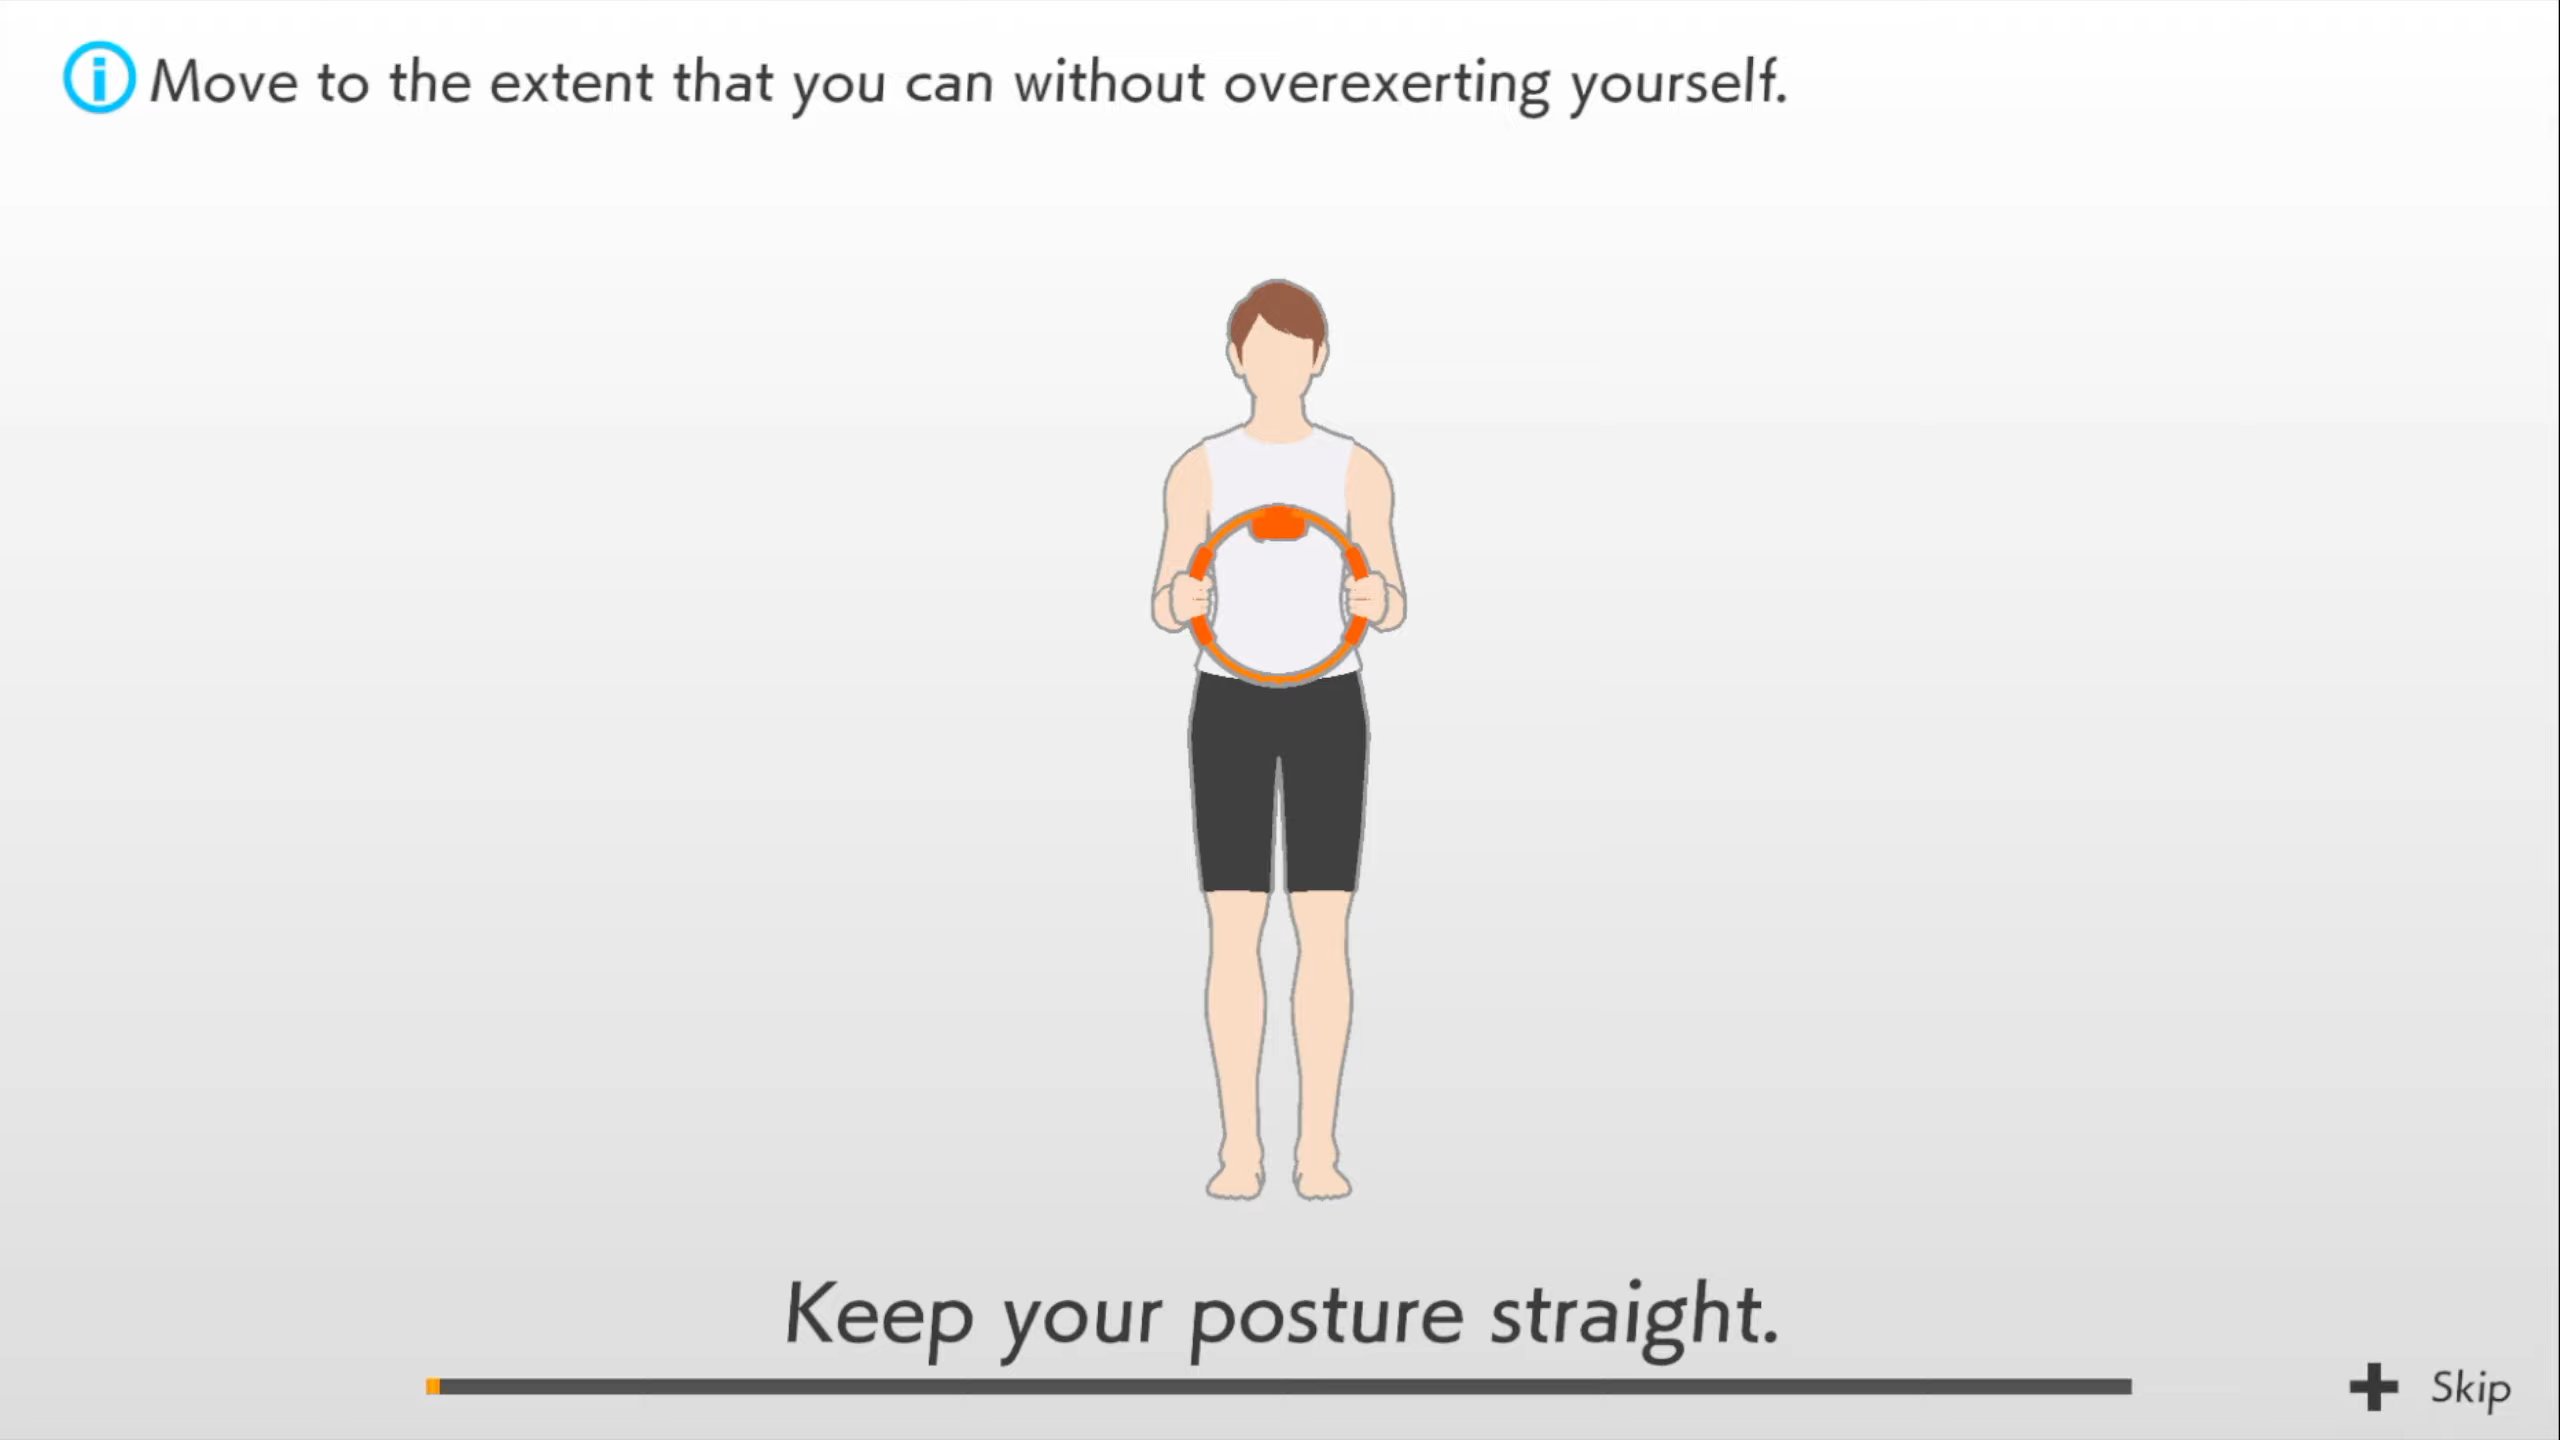 Move to the extent that you can without overexerting yourself.
Keep your posture straight.
Skip